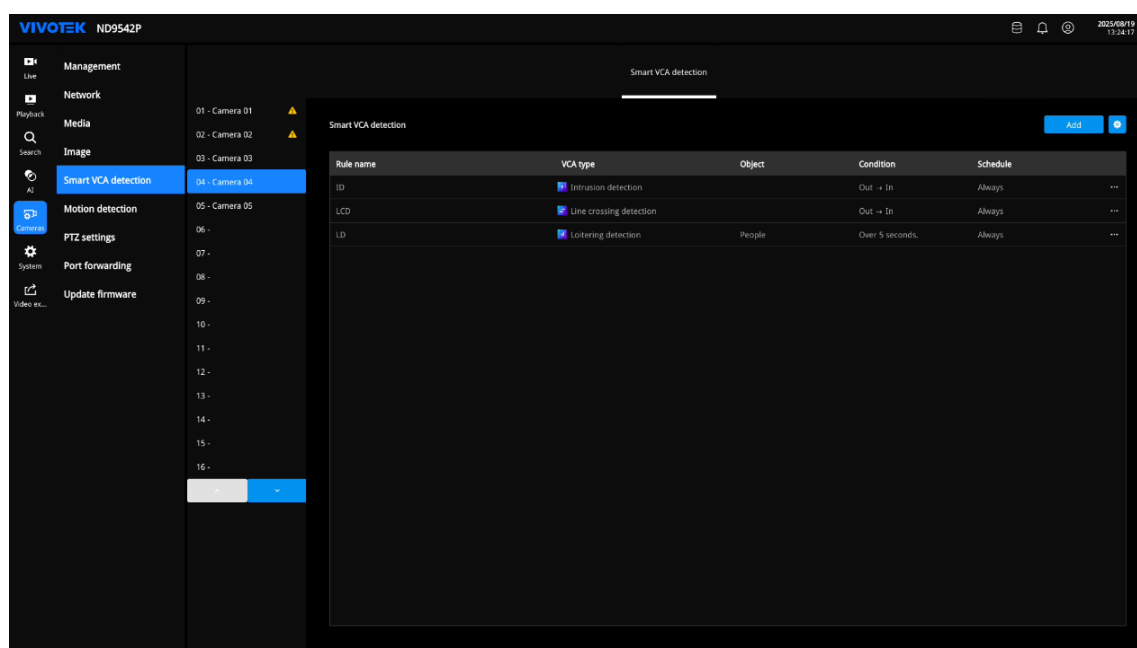 VIVOTEK ND9542P
2025/08/19
13:24:17
Live
Playback
Search
AI
Cameras
System
Video ex...
Management
Network
Media
Image
Smart VCA detection
Motion detection
PTZ settings
Port forwarding
Update firmware
01 - Camera 01
02 - Camera 02
03 - Camera 03
04 - Camera 04
05 - Camera 05
06 -
07 -
08 -
09 -
10 -
11 -
12 -
13 -
14 -
15 -
16 -
Smart VCA detection
Smart VCA detection
Add
Rule name VCA type Object Condition Schedule
ID Intrusion detection Out → In Always ...
LCD Line crossing detection Out → In Always ...
LD Loitering detection People Over 5 seconds. Always ...